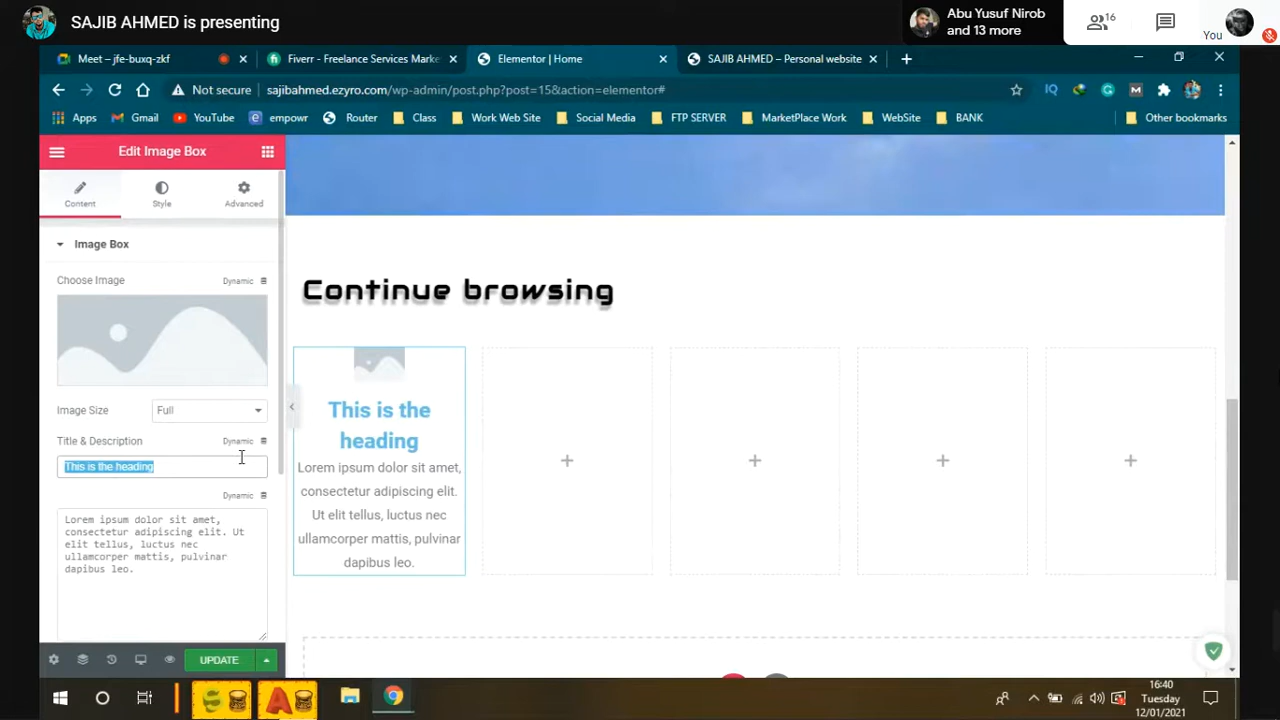 SAJIB AHMED is presenting
Abu Yusuf Nirob
and 13 more
16
You
Meet – jfe-buxq-zkf
Fiverr - Freelance Services Marke
Elementor | Home
SAJIB AHMED – Personal website
Not secure
sajibahmed.ezyro.com/wp-admin/post.php?post=15&action=elementor#
Apps
Gmail
YouTube
empowr
Router
Class
Work Web Site
Social Media
FTP SERVER
MarketPlace Work
WebSite
BANK
Other bookmarks
Edit Image Box
Content
Style
Advanced
Image Box
Choose Image
Dynamic
Image Size
Full
Title & Description
Dynamic
This is the heading
Dynamic
Lorem ipsum dolor sit amet,
consectetur adipiscing elit. Ut
elit tellus, luctus nec
ullamcorper mattis, pulvinar
dapibus leo.
UPDATE
Continue browsing
This is the
heading
Lorem ipsum dolor sit amet,
consectetur adipiscing elit.
Ut elit tellus, luctus nec
ullamcorper mattis, pulvinar
dapibus leo.
16:40
Tuesday
12/01/2021